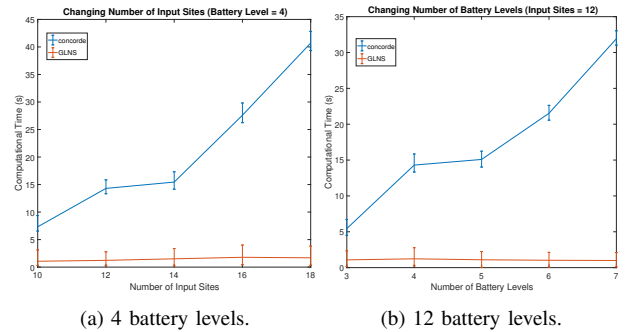 Changing Number of Input Sites (Battery Level = 4)
45
40
35
30
25
20
15
10
5
0
Computational Time (s)
concorde
GLNS
10
12
14
16
18
Number of Input Sites
(a) 4 battery levels.
Changing Number of Battery Levels (Input Sites = 12)
35
30
25
20
15
10
5
0
Computational Time (s)
concorde
GLNS
3
4
5
6
7
Number of Battery Levels
(b) 12 battery levels.